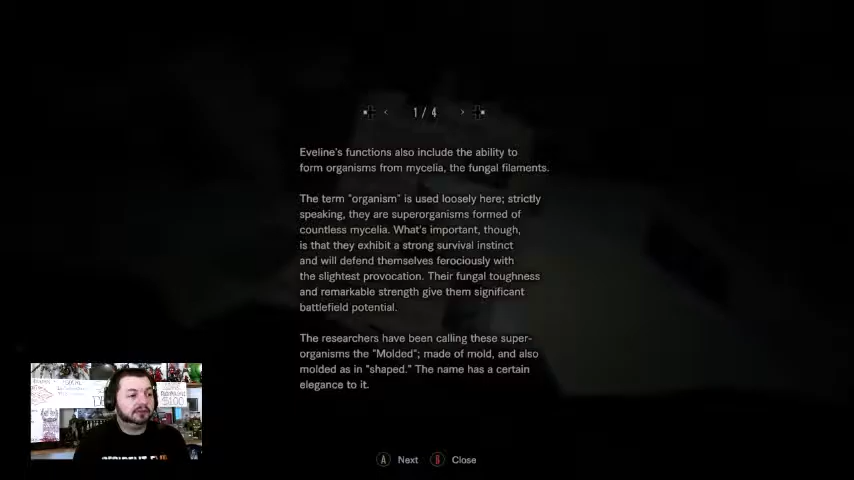 1/4
Eveline's functions also include the ability to
form organisms from mycelia, the fungal filaments.
The term "organism" is used loosely here; strictly
speaking, they are superorganisms formed of
countless mycelia. What's important, though,
is that they exhibit a strong survival instinct
and will defend themselves ferociously with
the slightest provocation. Their fungal toughness
and remarkable strength give them significant
battlefield potential.
The researchers have been calling these super-
organisms the "Molded"; made of mold, and also
molded as in "shaped." The name has a certain
elegance to it.
A Next B Close